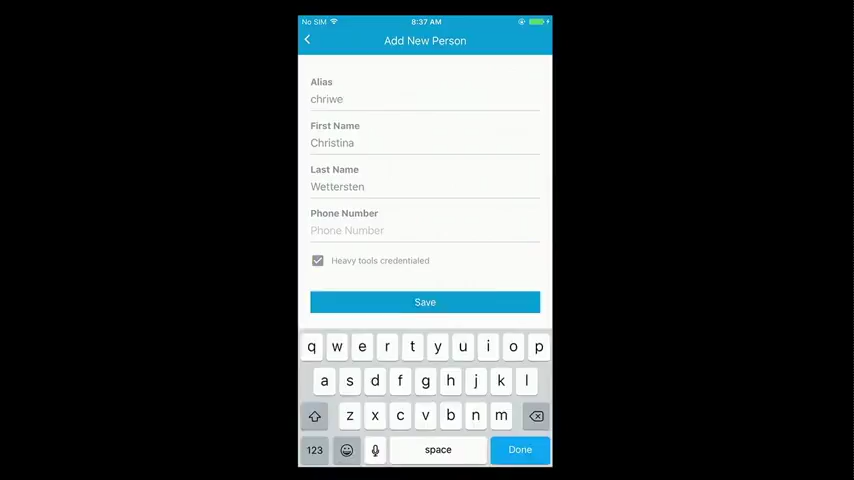 No SIM 8:37 AM
Add New Person
Alias
chriwe
First Name
Christina
Last Name
Wettersten
Phone Number
Phone Number
Heavy tools credentialed
Save
q w e r t y u i o p
a s d f g h j k l
z x c v b n m
123 space Done